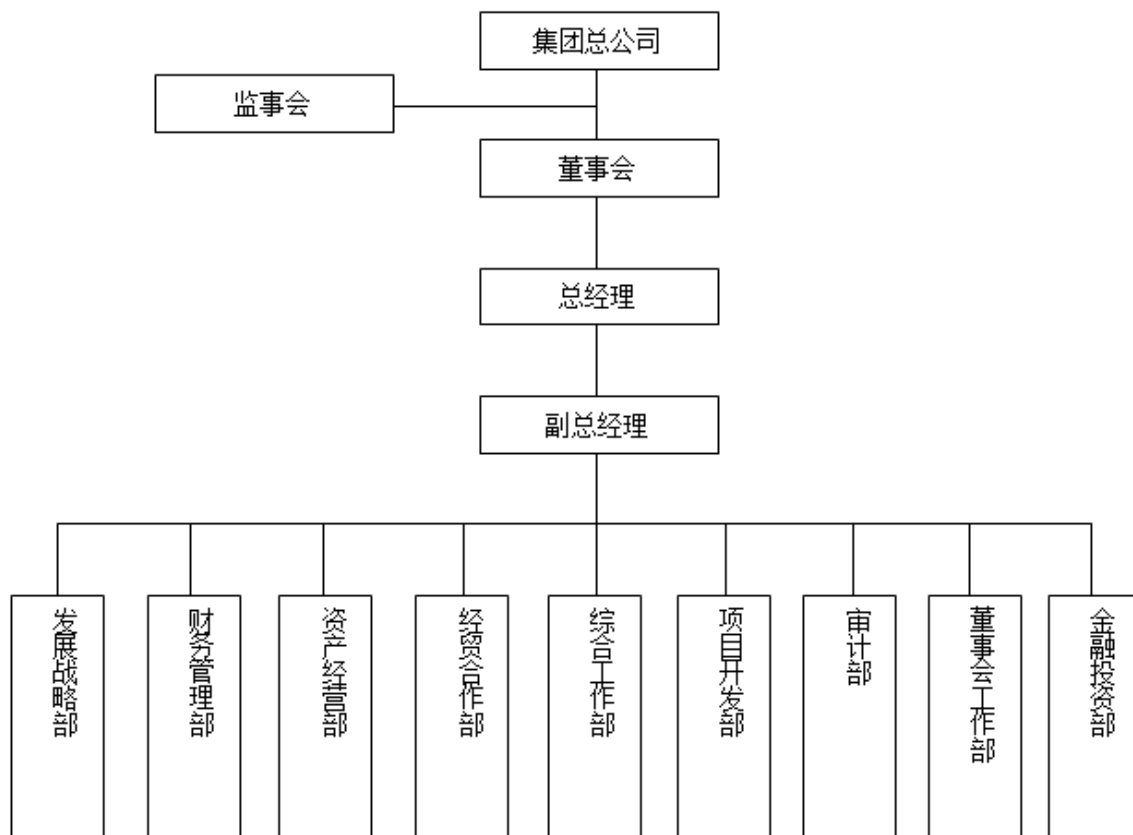 集团总公司
监事会
董事会
总经理
副总经理
发展战略部
财务管理部
资产经营部
经贸合作部
综合工作部
项目开发部
审计部
董事会工作部
金融投资部